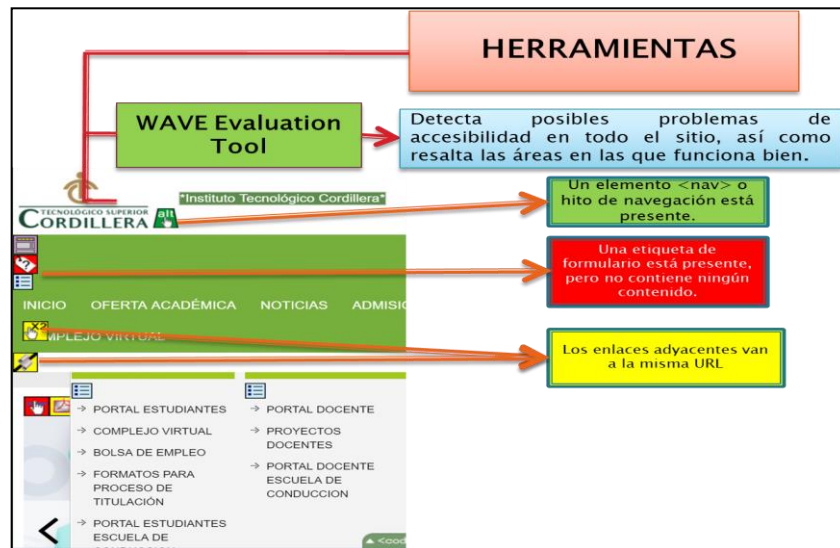 HERRAMIENTAS
WAVE Evaluation
Tool
Detecta posibles problemas de
accesibilidad en todo el sitio, así como
resalta las áreas en las que funciona bien.
TECNOLÓGICO SUPERIOR
CORDILLERA
alt
*Instituto Tecnológico Cordillera*
Un elemento <nav> o
hito de navegación está
presente.
Una etiqueta de
formulario está presente,
pero no contiene ningún
contenido.
INICIO OFERTA ACADÉMICA NOTICIAS ADMISIO
MPLEJO VIRTUAL
Los enlaces adyacentes van
a la misma URL
→ PORTAL ESTUDIANTES
→ COMPLEJO VIRTUAL
→ BOLSA DE EMPLEO
→ FORMATOS PARA
PROCESO DE
TITULACIÓN
→ PORTAL ESTUDIANTES
ESCUELA DE
→ PORTAL DOCENTE
→ PROYECTOS
DOCENTES
→ PORTAL DOCENTE
ESCUELA DE
CONDUCCION